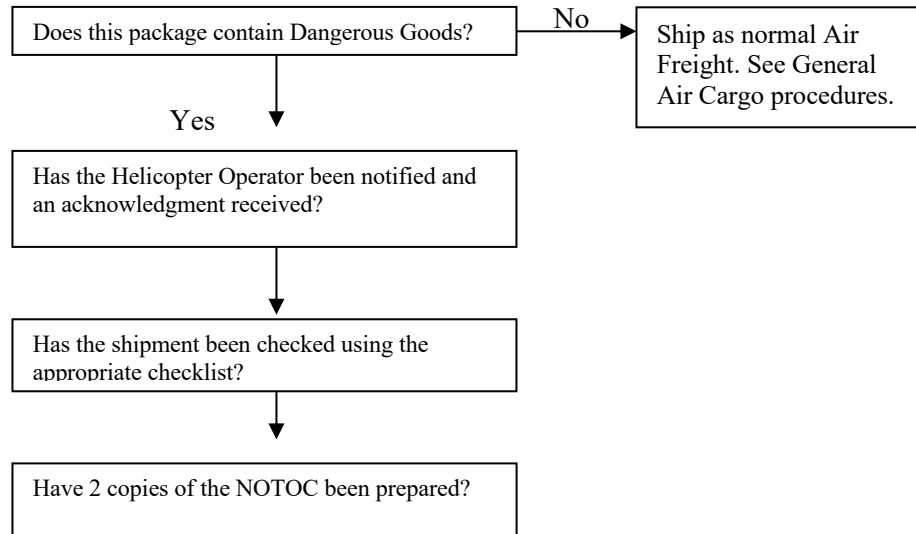 Does this package contain Dangerous Goods?
No
Ship as normal Air
Freight. See General
Air Cargo procedures.
Yes
Has the Helicopter Operator been notified and
an acknowledgment received?
Has the shipment been checked using the
appropriate checklist?
Have 2 copies of the NOTOC been prepared?